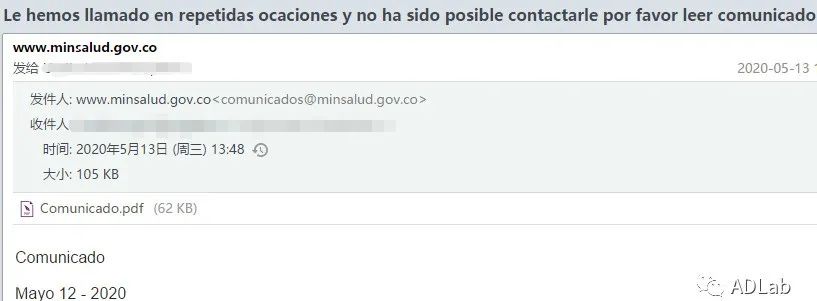 Le hemos llamado en repetidas ocaciones y no ha sido posible contactarle por favor leer comunicado
www.minsalud.gov.co
发给
2020-05-13
发件人: www.minsalud.gov.co<comunicados@minsalud.gov.co>
收件人
时间: 2020年5月13日 (周三) 13:48
大小: 105 KB
Comunicado.pdf (62 KB)
Comunicado
Mayo 12 - 2020
ADLab